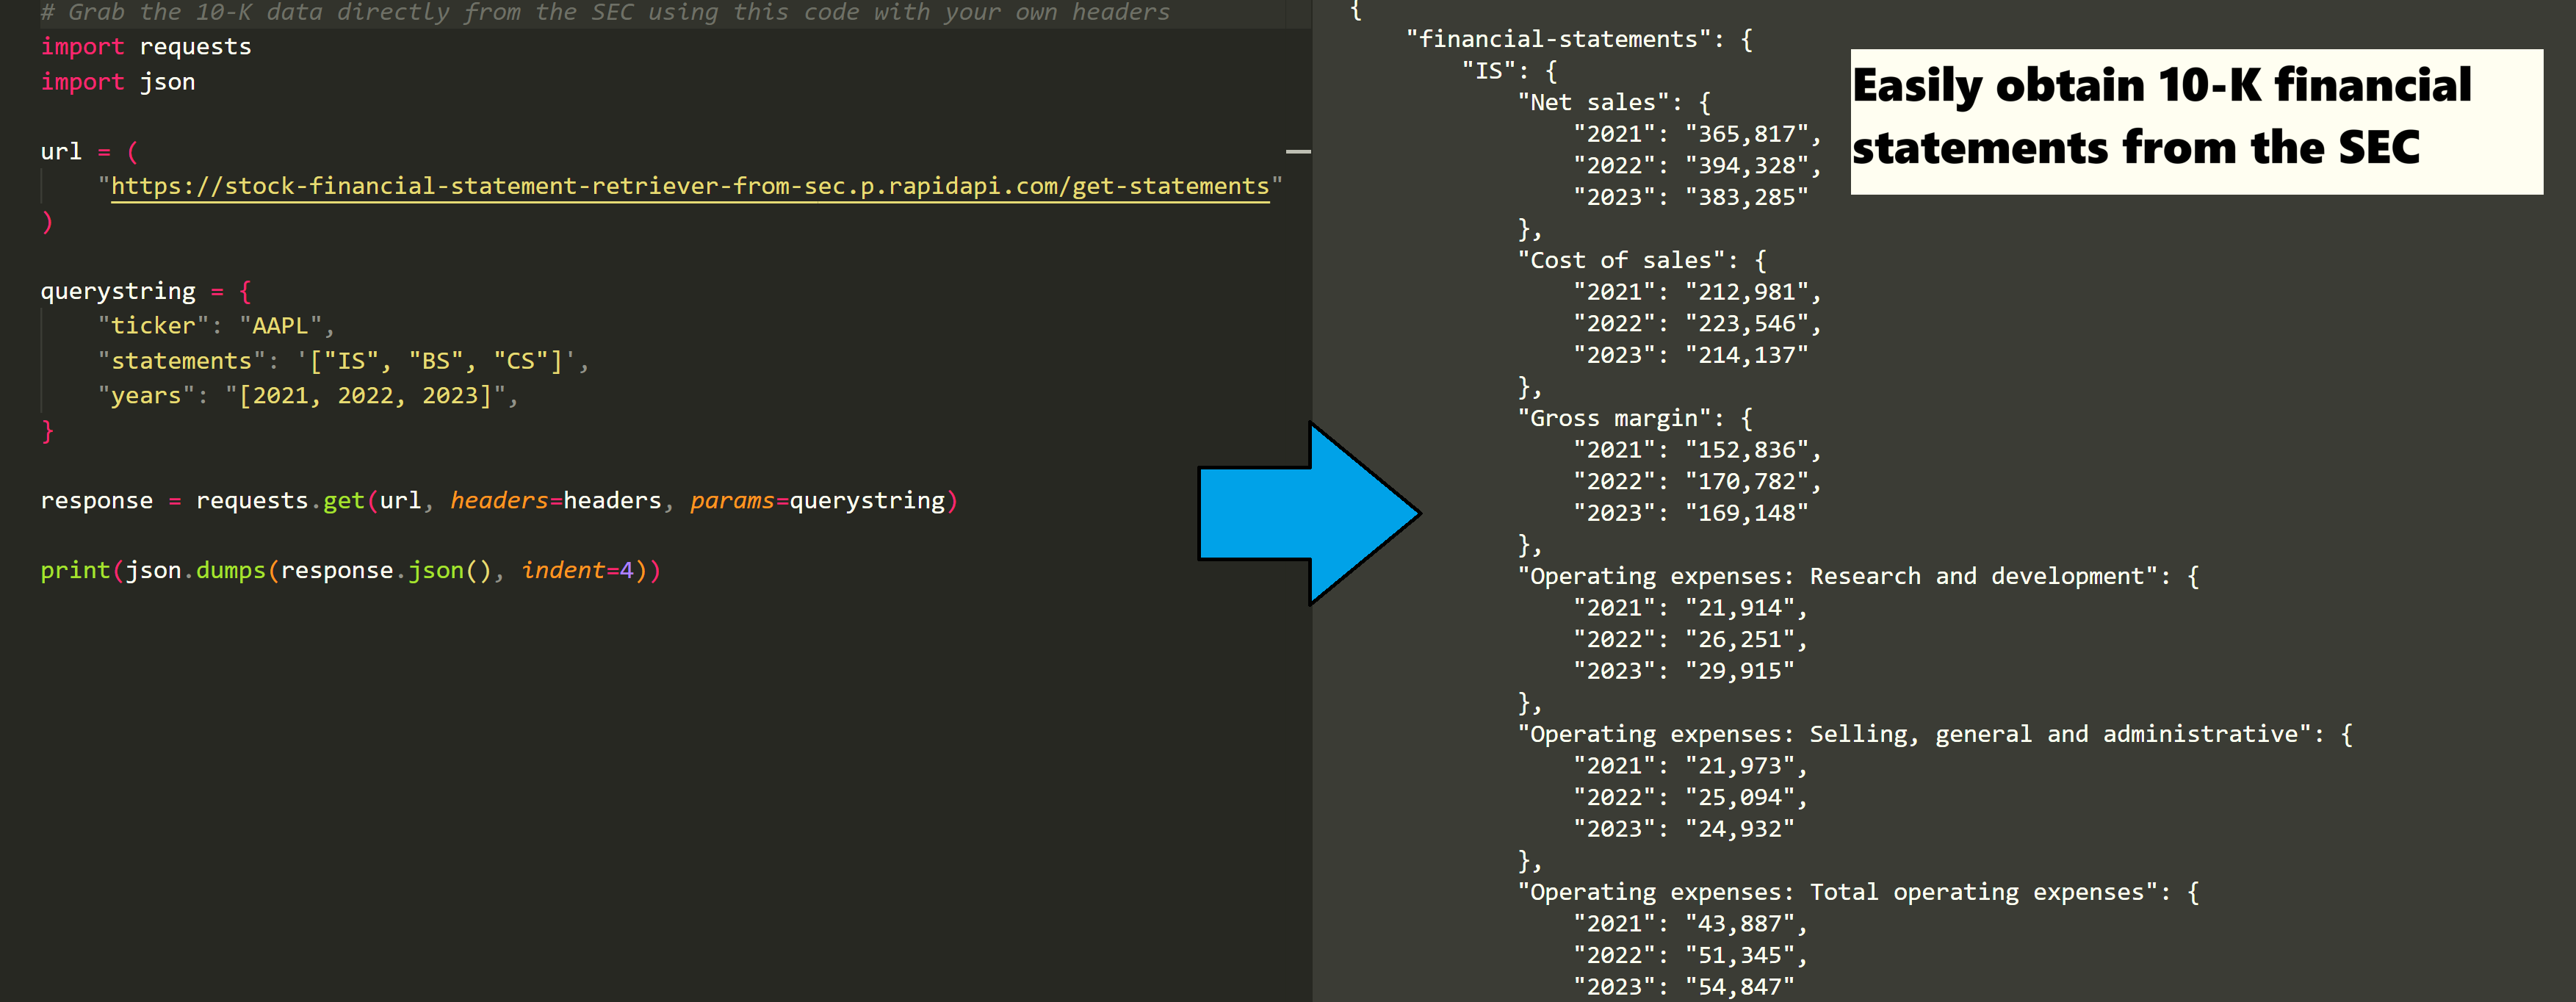 # Grab the 10-K data directly from the SEC using this code with your own headers
import requests
import json
url = (
"https://stock-financial-statement-retriever-from-sec.p.rapidapi.com/get-statements"
)
querystring = {
"ticker": "AAPL",
"statements": '["IS", "BS", "CS"]',
"years": "[2021, 2022, 2023]",
}
response = requests.get(url, headers=headers, params=querystring)
print(json.dumps(response.json(), indent=4))
{
"financial-statements": {
"IS": {
"Net sales": {
"2021": "365,817",
"2022": "394,328",
"2023": "383,285"
},
"Cost of sales": {
"2021": "212,981",
"2022": "223,546",
"2023": "214,137"
},
"Gross margin": {
"2021": "152,836",
"2022": "170,782",
"2023": "169,148"
},
"Operating expenses: Research and development": {
"2021": "21,914",
"2022": "26,251",
"2023": "29,915"
},
"Operating expenses: Selling, general and administrative": {
"2021": "21,973",
"2022": "25,094",
"2023": "24,932"
},
"Operating expenses: Total operating expenses": {
"2021": "43,887",
"2022": "51,345",
"2023": "54,847"
Easily obtain 10-K financial
statements from the SEC